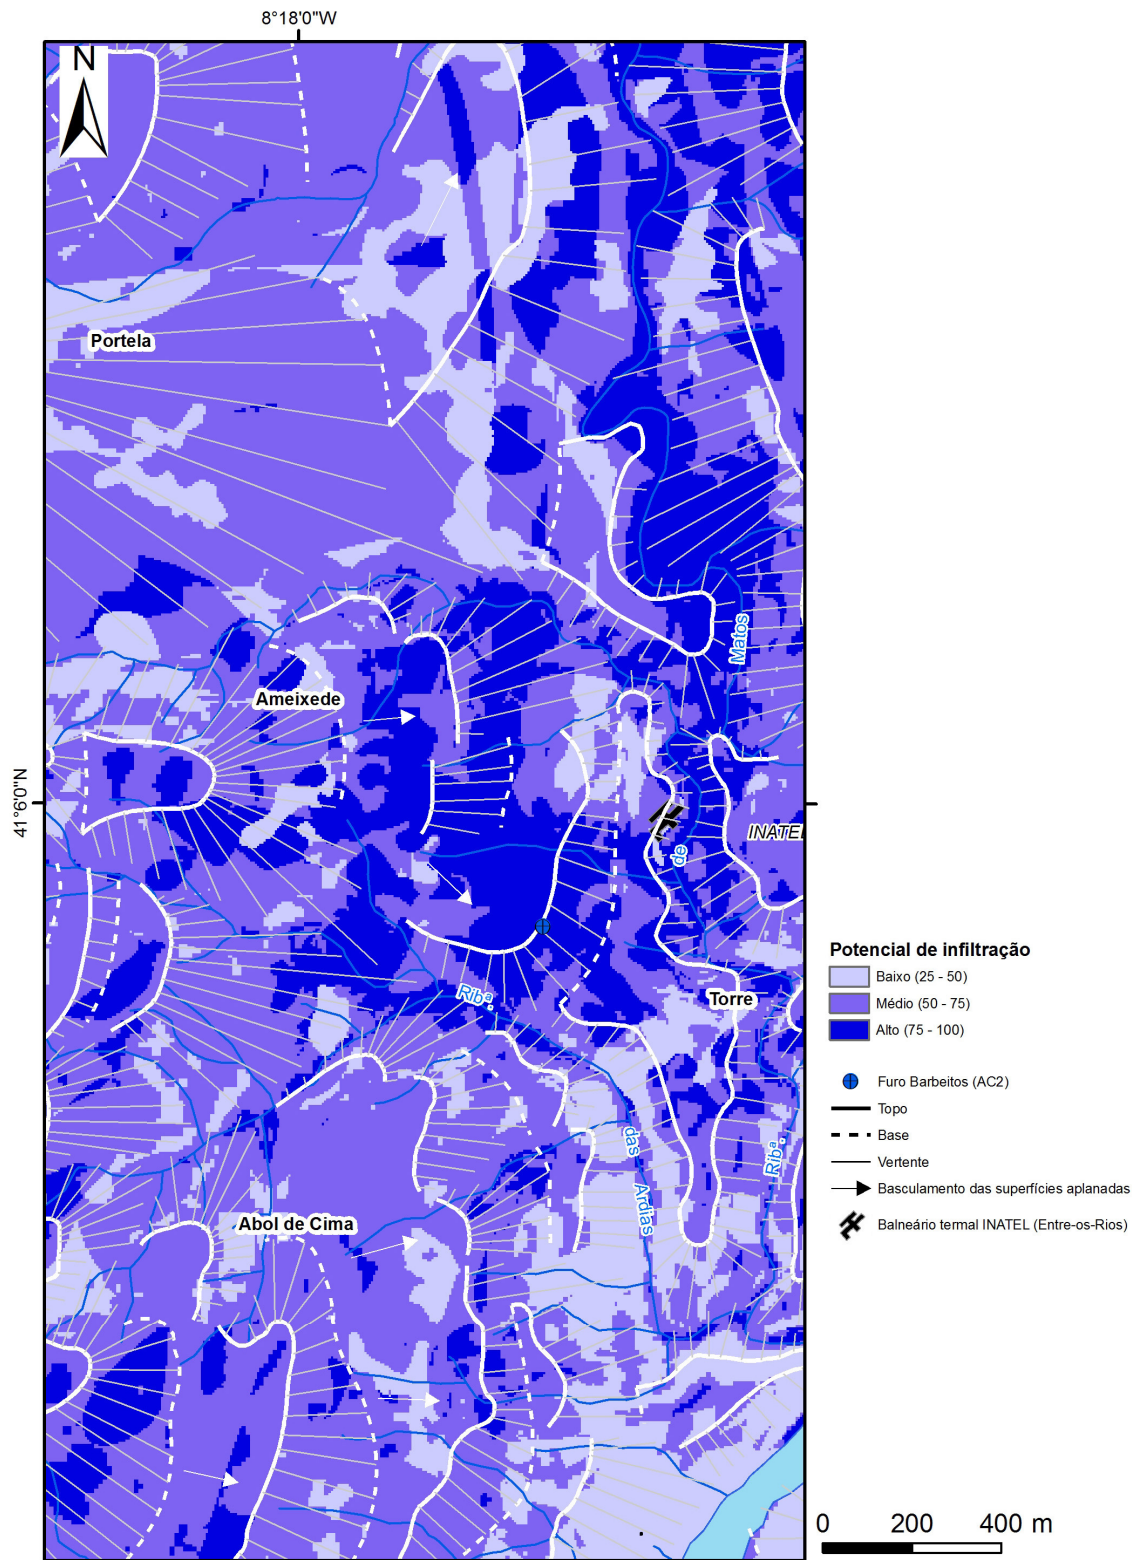 8°18'0"W
N
Portela
Matos
Ameixede
41°6'0"N
INATEL
de
Ribª.
Torre
das
Ardias
Ribª.
Abol de Cima
Potencial de infiltração
Baixo (25 - 50)
Médio (50 - 75)
Alto (75 - 100)
Furo Barbeitos (AC2)
Topo
Base
Vertente
Basculamento das superfícies aplanadas
Balneário termal INATEL (Entre-os-Rios)
0 200 400 m